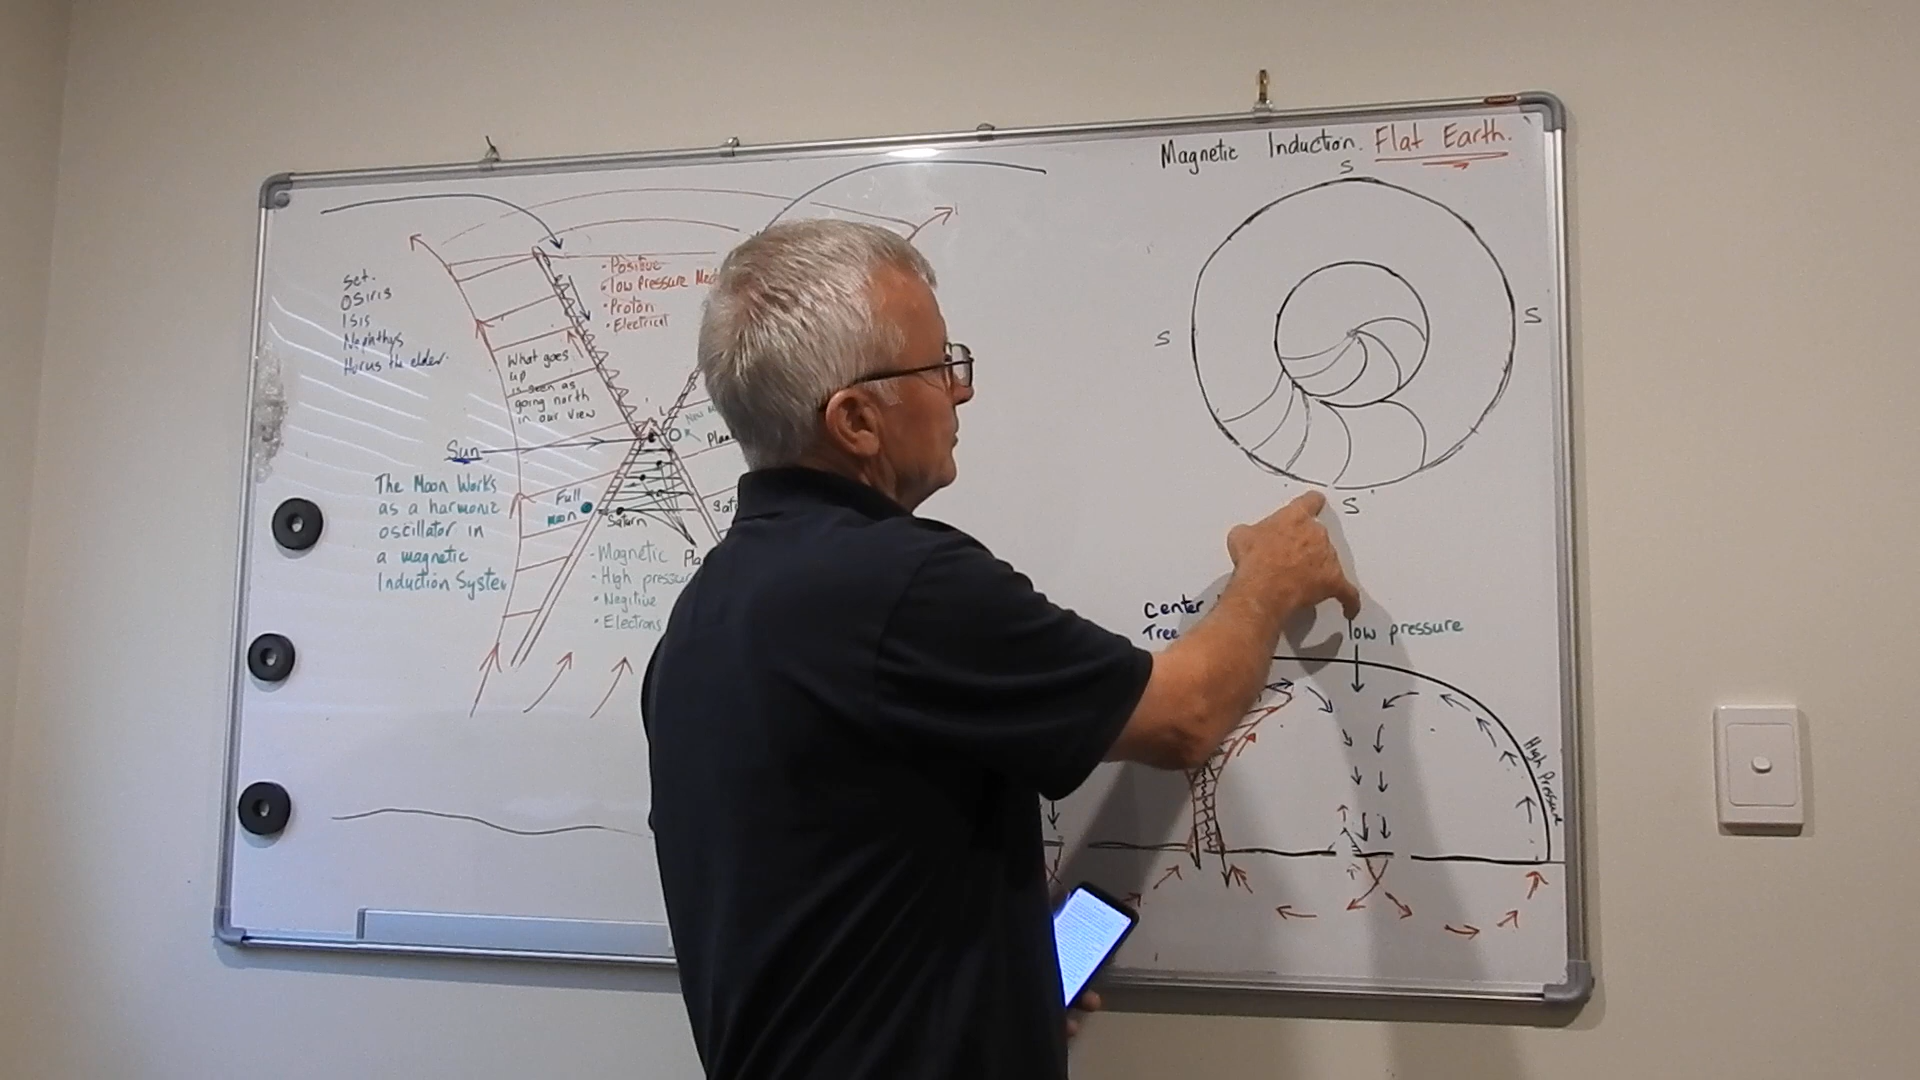 Magnetic Induction. Flat Earth.
S
S
S
S
Set.
Osiris
Isis
Nephthys
Horus the elder.
- Positive
low Pressure Med
• Proton
• Electrical
What goes
up
is seen as
going north
in our view
Sun
The Moon Works
as a harmonic
oscillator in
a magnetic
Induction System
Full
moon
Saturn
- Magnetic
- High pressur
• Negitive
• Electrons
Center
Tree
low pressure
High Pressure